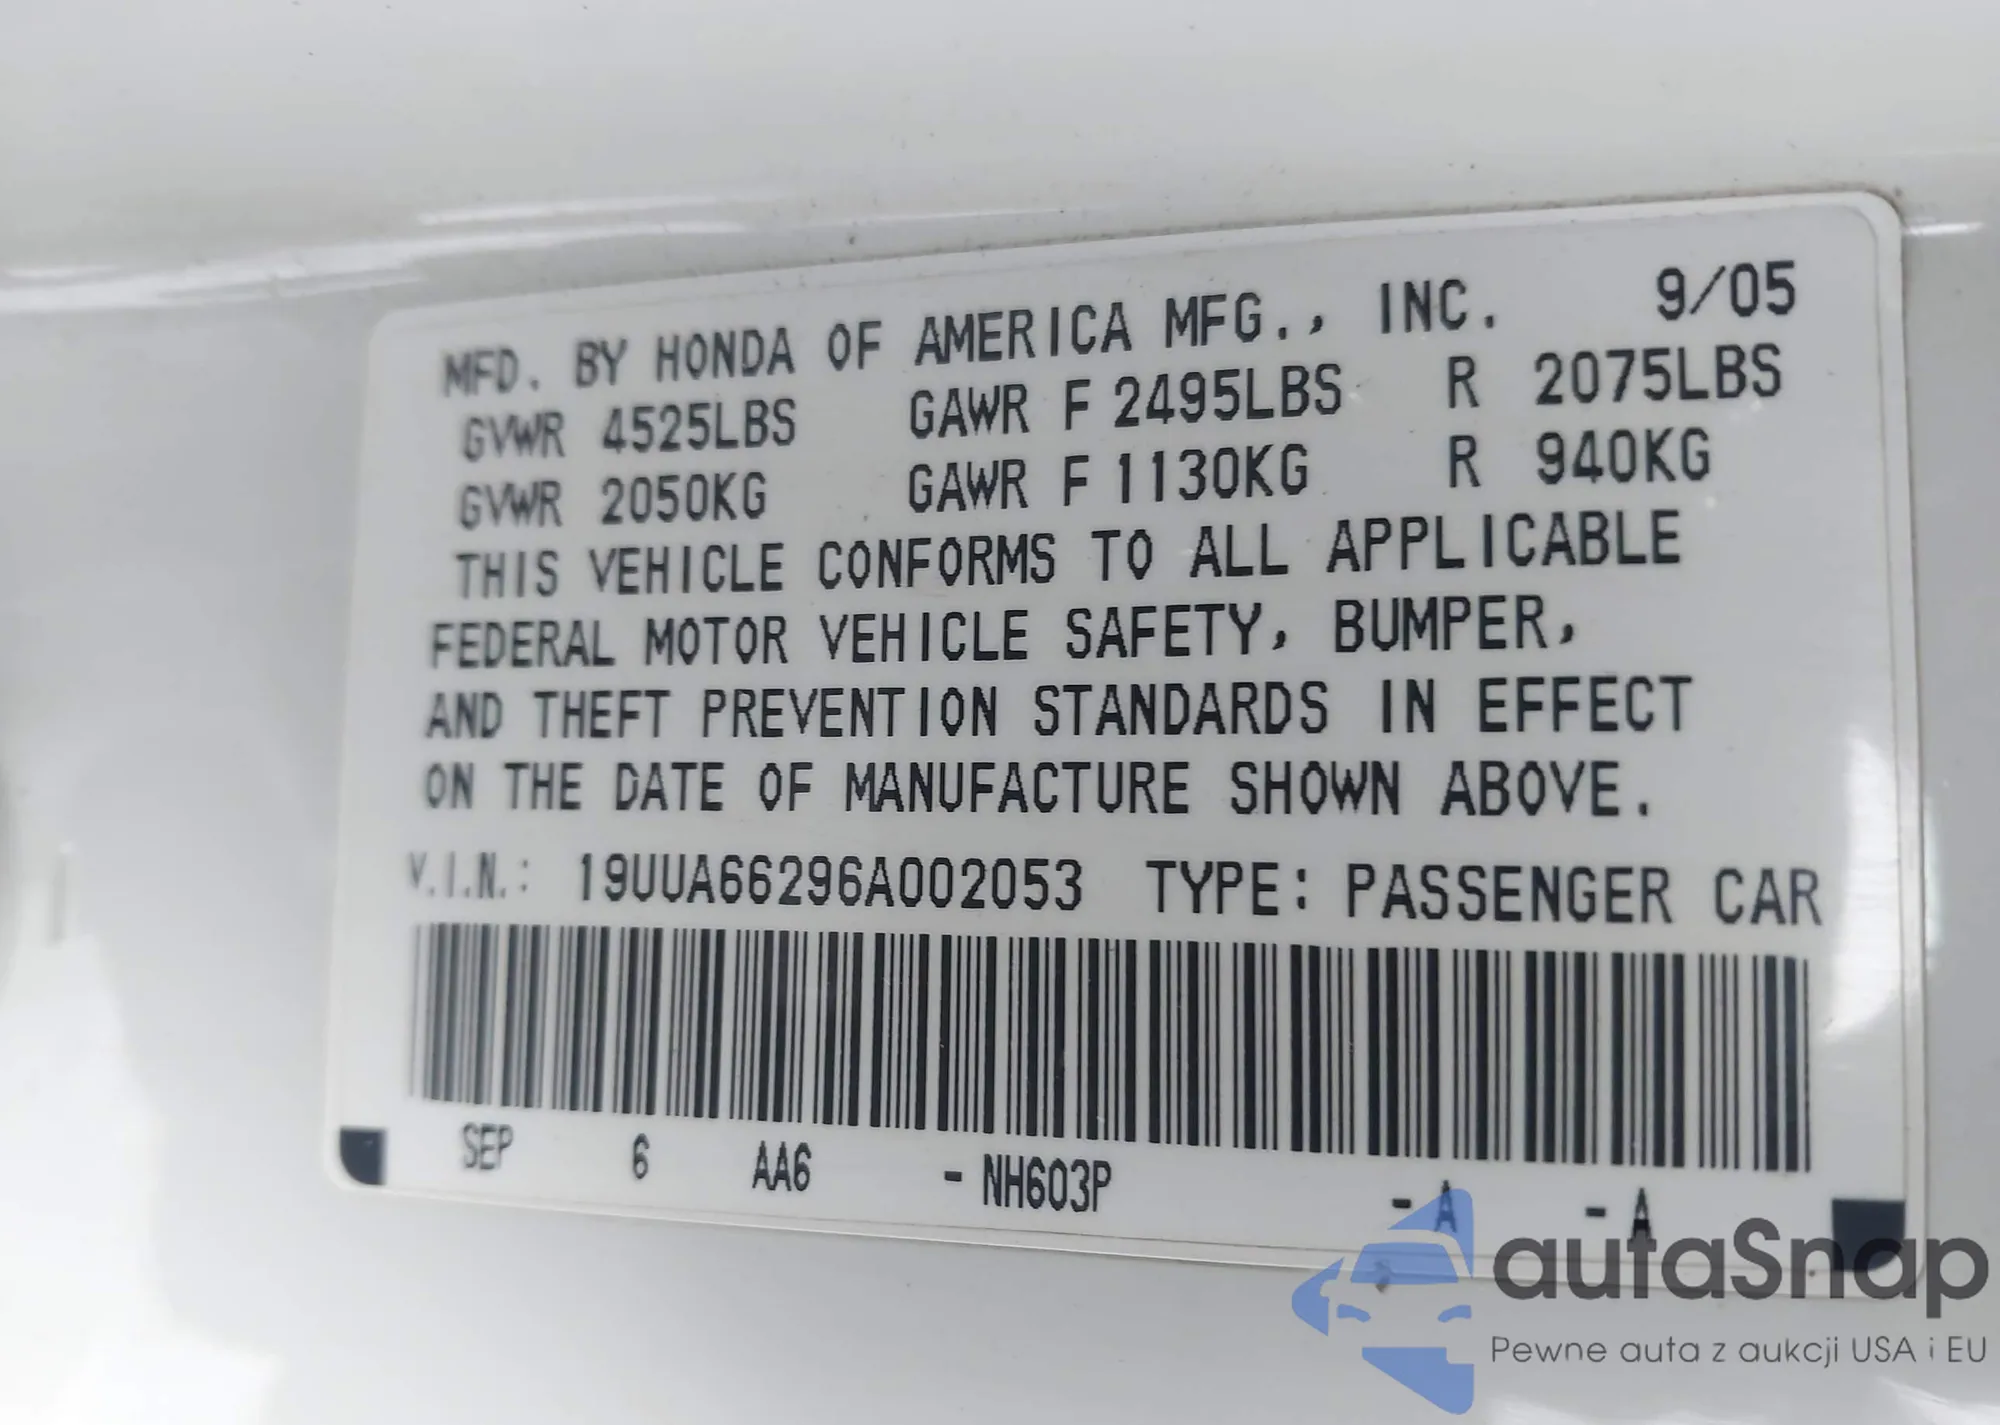 MFD. BY HONDA OF AMERICA MFG., INC. 9/05
GVWR 4525LBS GAWR F 2495LBS R 2075LBS
GVWR 2050KG GAWR F 1130KG R 940KG
THIS VEHICLE CONFORMS TO ALL APPLICABLE
FEDERAL MOTOR VEHICLE SAFETY, BUMPER,
AND THEFT PREVENTION STANDARDS IN EFFECT
ON THE DATE OF MANUFACTURE SHOWN ABOVE.
V.I.N.: 19UUA66296A002053 TYPE: PASSENGER CAR
SEP 6 AA6 - NH603P - A - A
autaSnap
Pewne auta z aukcji USA i EU